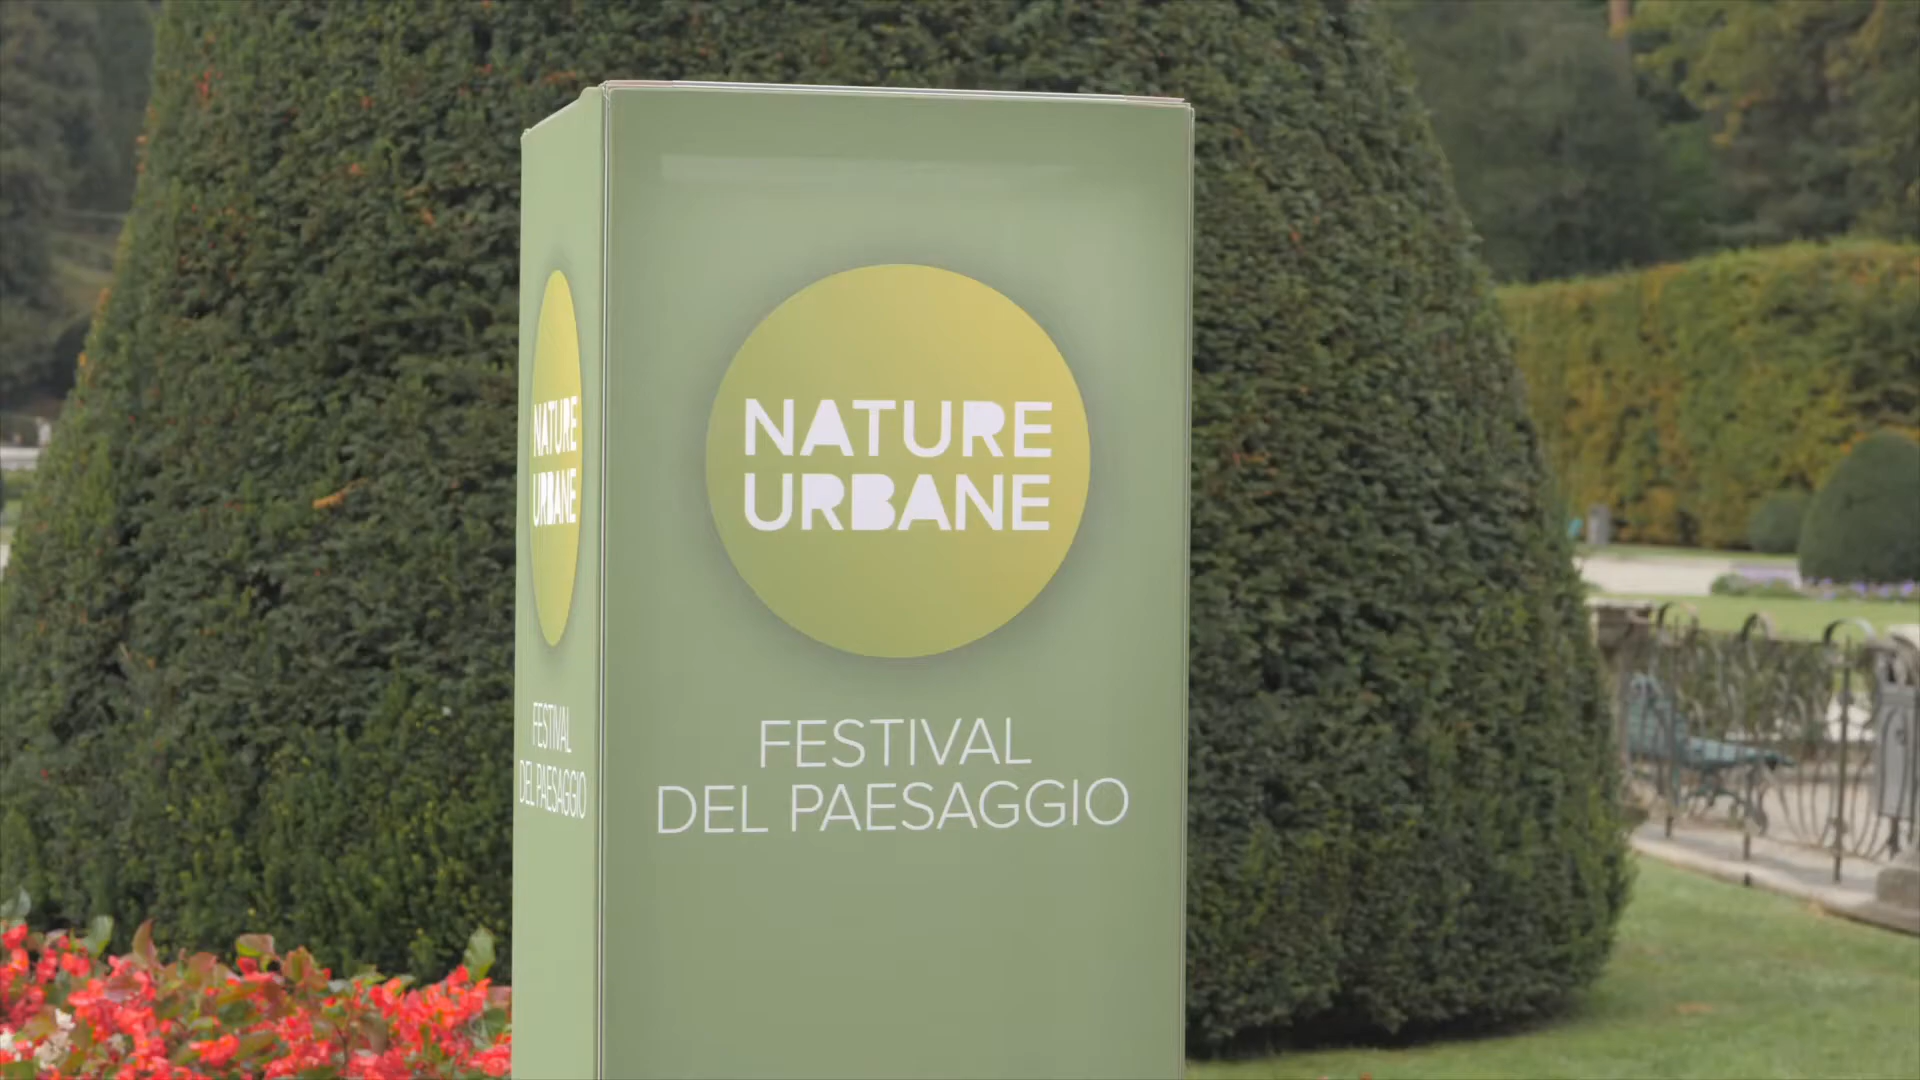 NATURE
URBANE
FESTIVAL
DEL PAESAGGIO
NATURE
URBANE
FESTIVAL
DEL PAESAGGIO